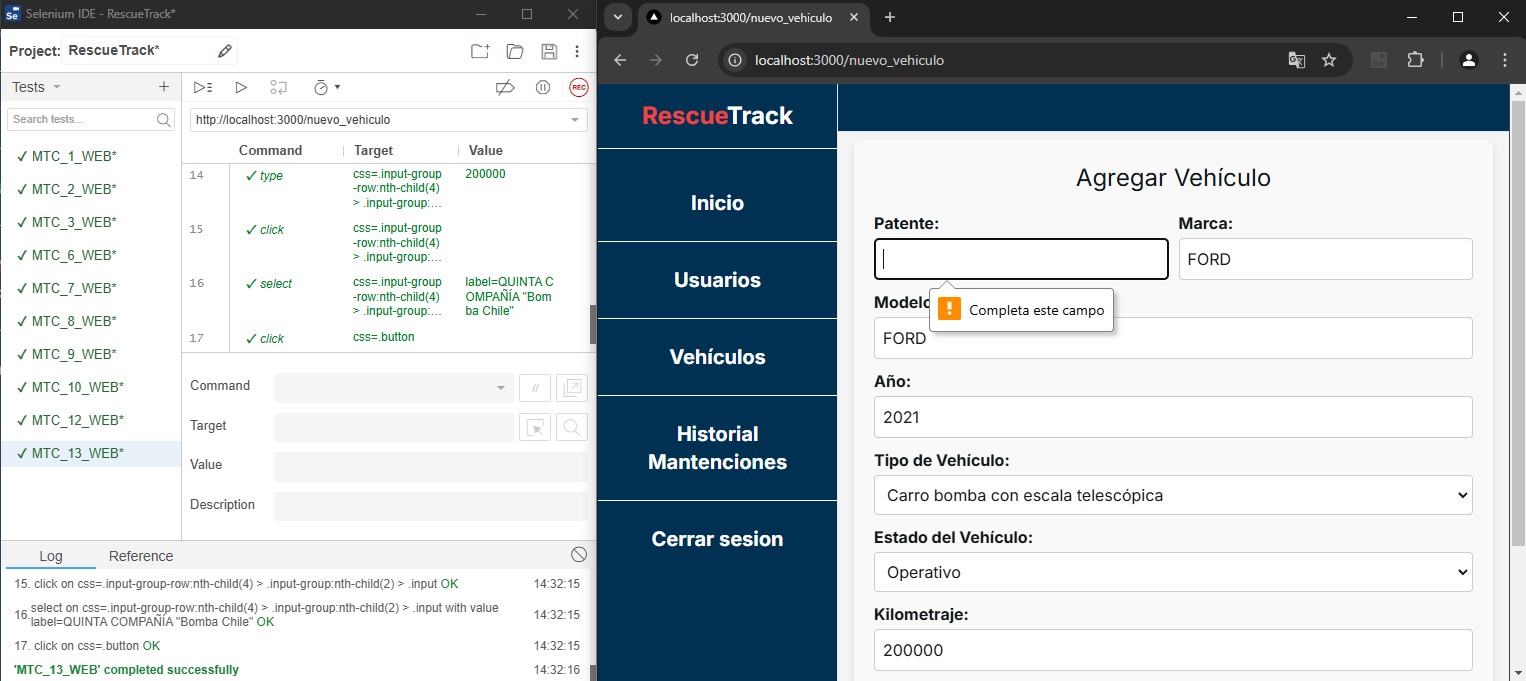 Selenium IDE - RescueTrack*
Project: RescueTrack*
Tests
Search tests...
✓ MTC_1_WEB*
✓ MTC_2_WEB*
✓ MTC_3_WEB*
✓ MTC_6_WEB*
✓ MTC_7_WEB*
✓ MTC_8_WEB*
✓ MTC_9_WEB*
✓ MTC_10_WEB*
✓ MTC_12_WEB*
✓ MTC_13_WEB*
REC
http://localhost:3000/nuevo_vehiculo
Command Target Value
14 ✓ type css=.input-group 200000
-row:nth-child(4)
> .input-group:...
15 ✓ click css=.input-group
-row:nth-child(4)
> .input-group:...
16 ✓ select css=.input-group label=QUINTA C
-row:nth-child(4) OMPAÑÍA "Bom
> .input-group:... ba Chile"
17 ✓ click css=.button
Command
//
Target
Value
Description
Log Reference
15. click on css=.input-group-row:nth-child(4) > .input-group:nth-child(2) > .input OK 14:32:15
16. select on css=.input-group-row:nth-child(4) > .input-group:nth-child(2) > .input with value
label=QUINTA COMPAÑÍA "Bomba Chile" OK 14:32:15
17. click on css=.button OK 14:32:15
'MTC_13_WEB' completed successfully 14:32:16
localhost:3000/nuevo_vehiculo
localhost:3000/nuevo_vehiculo
RescueTrack
Inicio
Usuarios
Vehículos
Historial
Mantenciones
Cerrar sesion
Agregar Vehículo
Patente: Marca:
FORD
Completa este campo
FORD
Año:
2021
Tipo de Vehículo:
Carro bomba con escala telescópica
Estado del Vehículo:
Operativo
Kilometraje:
200000